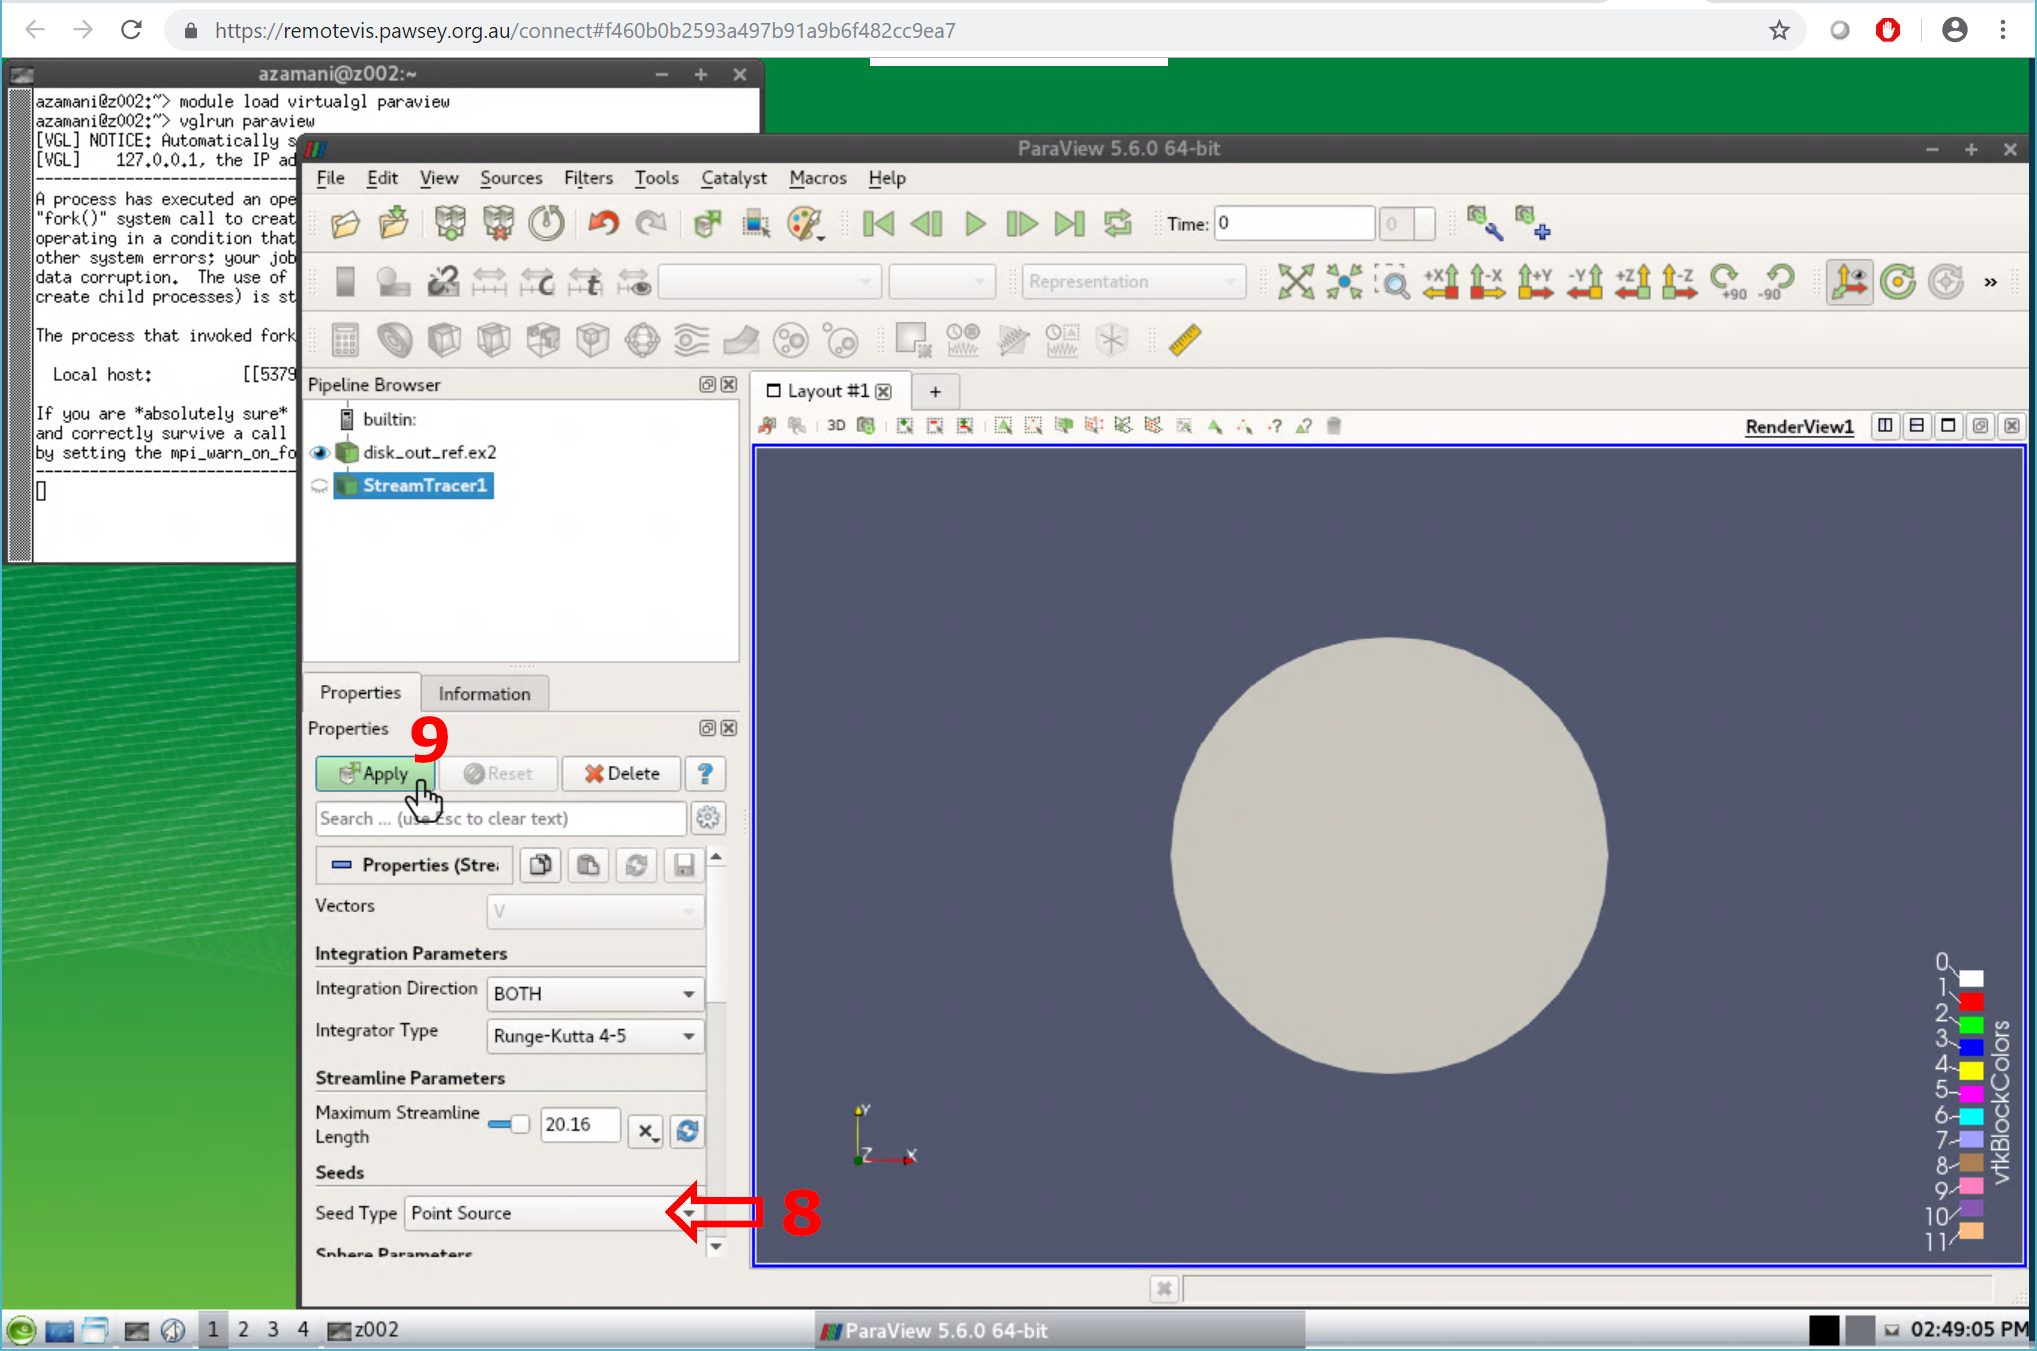 https://remotevis.pawsey.org.au/connect#f460b0b2593a497b91a9b6f482cc9ea7
azamani@z002:~
azamani@z002:~> module load virtualgl paraview
azamani@z002:~> vglrun paraview
[VGL] NOTICE: Automatically s
[VGL]    127.0.0.1, the IP ad
A process has executed an ope
"fork()" system call to creat
operating in a condition that
other system errors; your job
data corruption.  The use of
create child processes) is st
The process that invoked fork
Local host:          [[5379
If you are *absolutely sure*
and correctly survive a call
by setting the mpi_warn_on_fo
ParaView 5.6.0 64-bit
File Edit View Sources Filters Tools Catalyst Macros Help
Time: 0 0
Representation
+X -X +Y -Y +Z -Z +90 -90 »
Pipeline Browser
builtin:
disk_out_ref.ex2
StreamTracer1
Layout #1 +
3D
RenderView1
Properties Information
Properties
9
Apply Reset Delete ?
Search ... (use Esc to clear text)
Properties (Strea
Vectors V
Integration Parameters
Integration Direction BOTH
Integrator Type Runge-Kutta 4-5
Streamline Parameters
Maximum Streamline Length 20.16
Seeds
Seed Type Point Source
8
Sphere Parameters
Y
Z X
0
1
2
3
4
5
6
7
8
9
10
11
vtkBlockColors
1 2 3 4 z002
ParaView 5.6.0 64-bit
02:49:05 PM